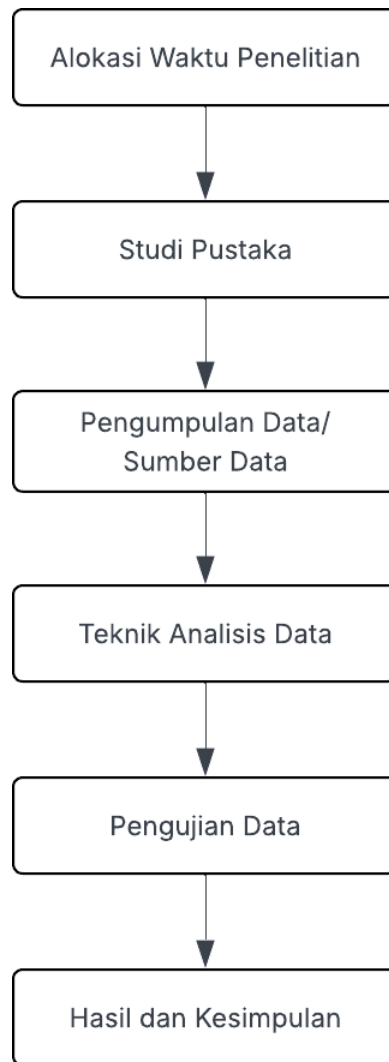 Alokasi Waktu Penelitian
Studi Pustaka
Pengumpulan Data/
Sumber Data
Teknik Analisis Data
Pengujian Data
Hasil dan Kesimpulan